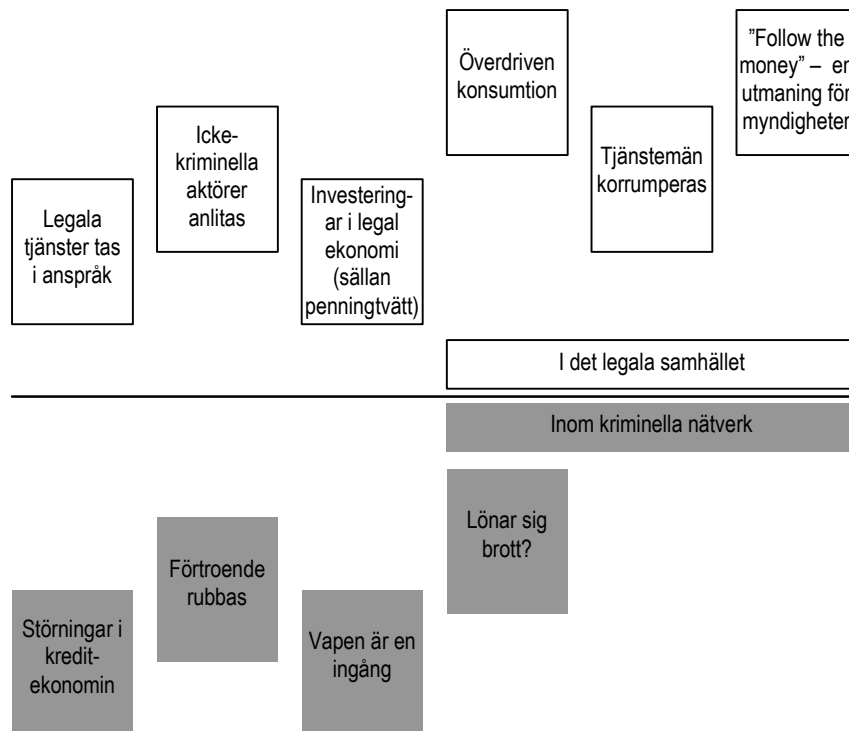 Överdriven
konsumtion
”Follow the
money” – en
utmaning för
myndigheter
Icke-
kriminella
aktörer
anlitas
Tjänstemän
korrumperas
Legala
tjänster tas
i anspråk
Investering-
ar i legal
ekonomi
(sällan
penningtvätt)
I det legala samhället
Inom kriminella nätverk
Lönar sig
brott?
Förtroende
rubbas
Störningar i
kredit-
ekonomin
Vapen är en
ingång